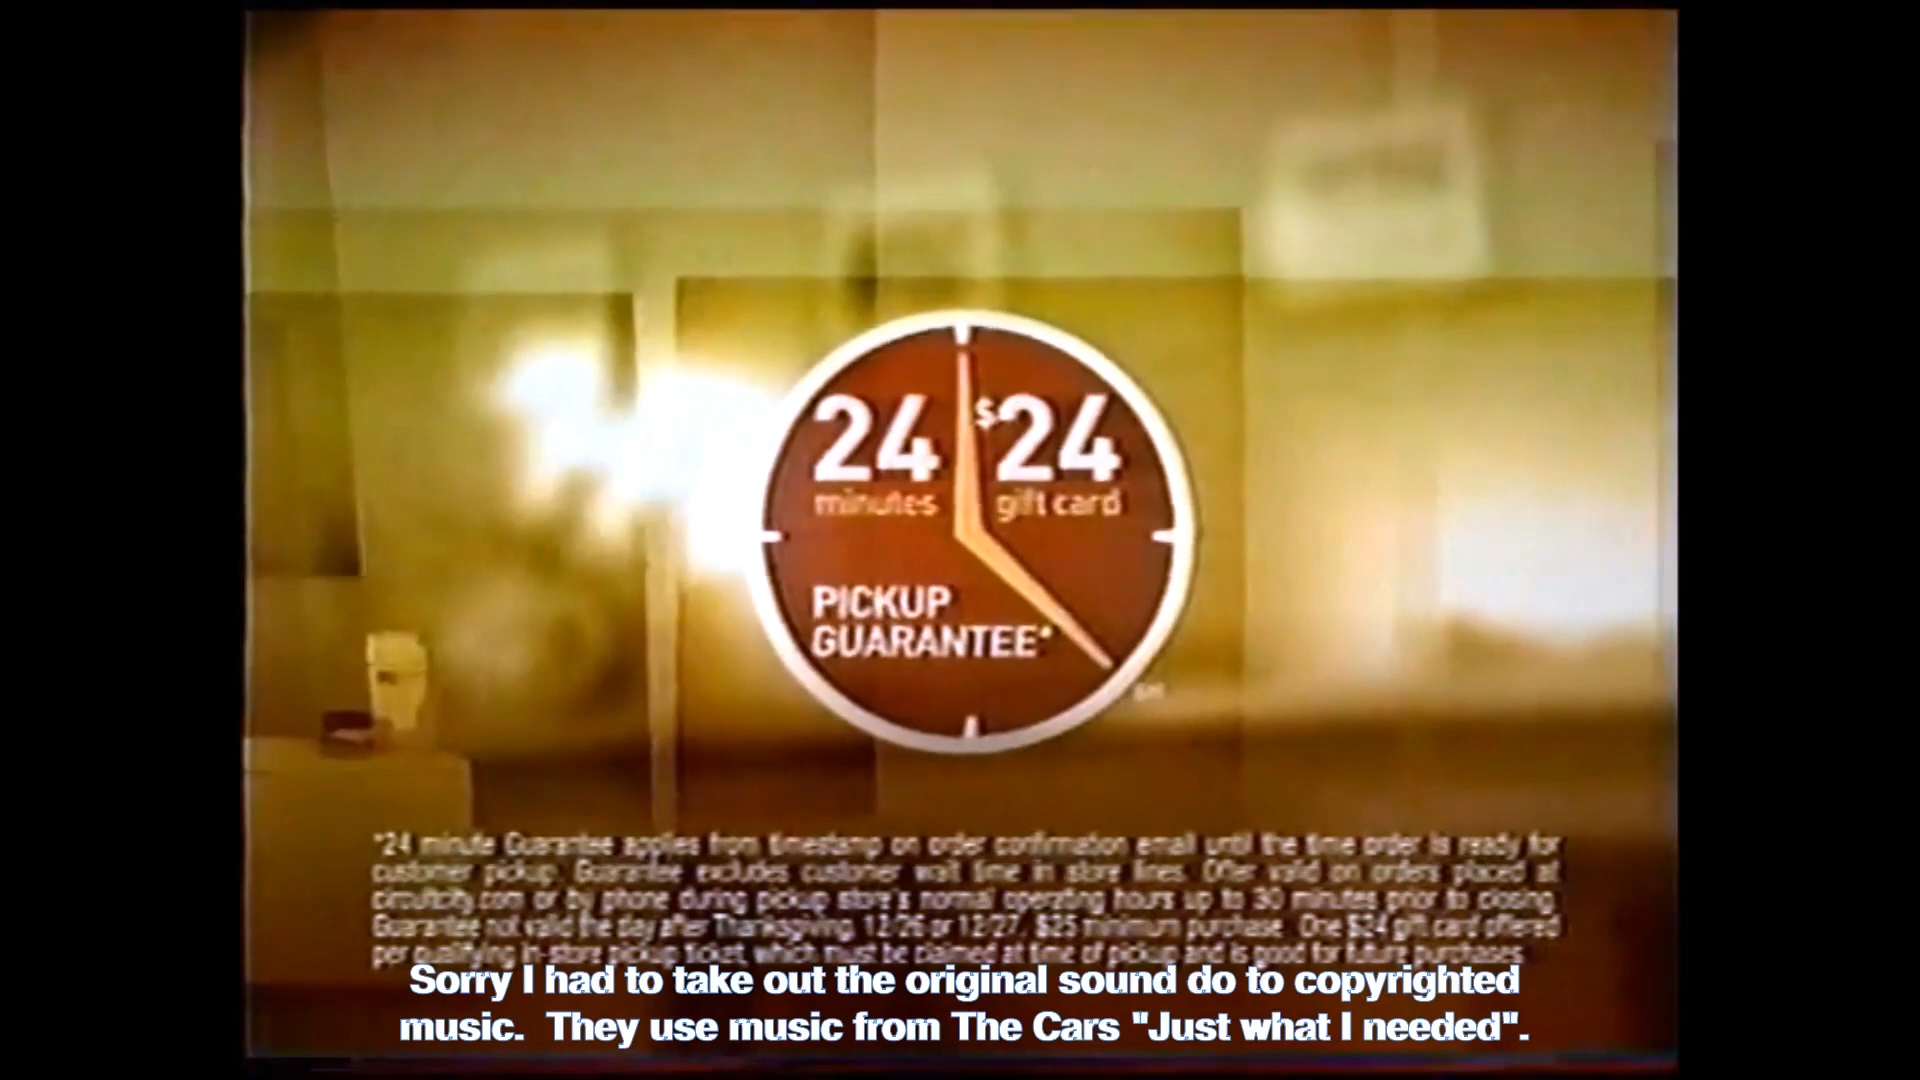 24 $24
minutes gift card
PICKUP
GUARANTEE*
SM
*24 minute Guarantee applies from timestamp on order confirmation email until the time order is ready for
customer pickup. Guarantee excludes customer wait time in store lines. Offer valid on orders placed at
circuitcity.com or by phone during pickup store's normal operating hours up to 30 minutes prior to closing.
Guarantee not valid the day after Thanksgiving, 12/26 or 12/27. $25 minimum purchase. One $24 gift card offered
per qualifying in-store pickup ticket, which must be claimed at time of pickup and is good for future purchases.
Sorry I had to take out the original sound do to copyrighted
music.  They use music from The Cars "Just what I needed".